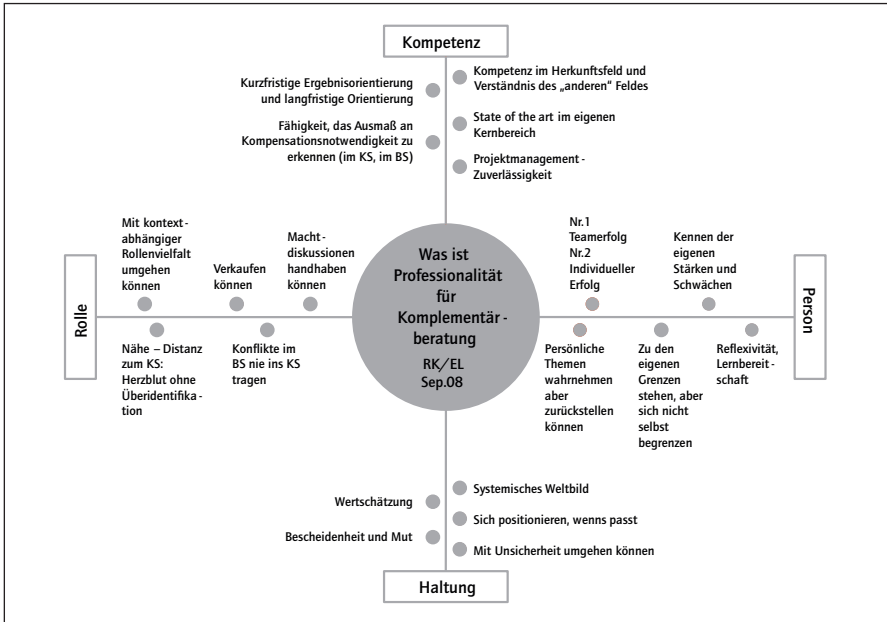 Kompetenz
Kurzfristige Ergebnisorientierung
und langfristige Orientierung
Fähigkeit, das Ausmaß an
Kompensationsnotwendigkeit zu
erkennen (im KS, im BS)
Kompetenz im Herkunftsfeld und
Verständnis des „anderen“ Feldes
State of the art im eigenen
Kernbereich
Projektmanagement -
Zuverlässigkeit
Rolle
Mit kontext-
abhängiger
Rollenvielfalt
umgehen
können
Verkaufen
können
Macht-
diskussionen
handhaben
können
Nähe – Distanz
zum KS:
Herzblut ohne
Überidentifika -
tion
Konflikte im
BS nie ins KS
tragen
Was ist
Professionalität
für
Komplementär -
beratung
RK/EL
Sep.08
Nr.1
Teamerfolg
Nr.2
Individueller
Erfolg
Kennen der
eigenen
Stärken und
Schwächen
Persönliche
Themen
wahrnehmen
aber
zurückstellen
können
Zu den
eigenen
Grenzen
stehen, aber
sich nicht
selbst
begrenzen
Reflexivität,
Lernbereit -
schaft
Person
Wertschätzung
Bescheidenheit und Mut
Systemisches Weltbild
Sich positionieren, wenns passt
Mit Unsicherheit umgehen können
Haltung